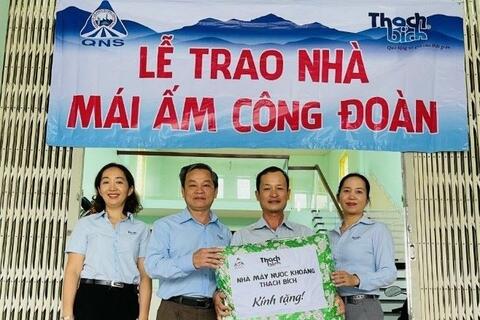 QNS
Thạch bích
LỄ TRAO NHÀ
MÁI ẤM CÔNG ĐOÀN
QNS
Thạch bích
NHÀ MÁY NƯỚC KHOÁNG
THẠCH BÍCH
Kính tặng!